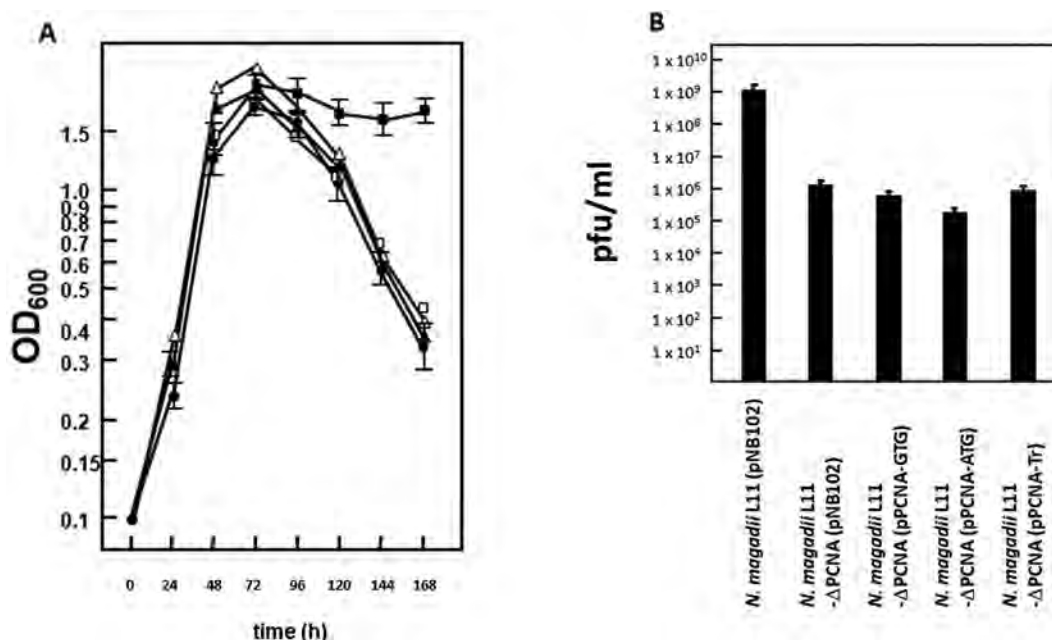 A
OD600
1.5
1.0
0.9
0.8
0.7
0.6
0.5
0.4
0.3
0.2
0.15
0.1
0
24
48
72
96
120
144
168
time (h)
B
pfu/ml
1 x 10^10
1 x 10^9
1 x 10^8
1 x 10^7
1 x 10^6
1 x 10^5
1 x 10^4
1 x 10^3
1 x 10^2
1 x 10^1
N. magadii L11 (pNB102)
N. magadii L11
-ΔPCNA (pNB102)
N. magadii L11
-ΔPCNA (pPCNA-GTG)
N. magadii L11
-ΔPCNA (pPCNA-ATG)
N. magadii L11
-ΔPCNA (pPCNA-Tr)